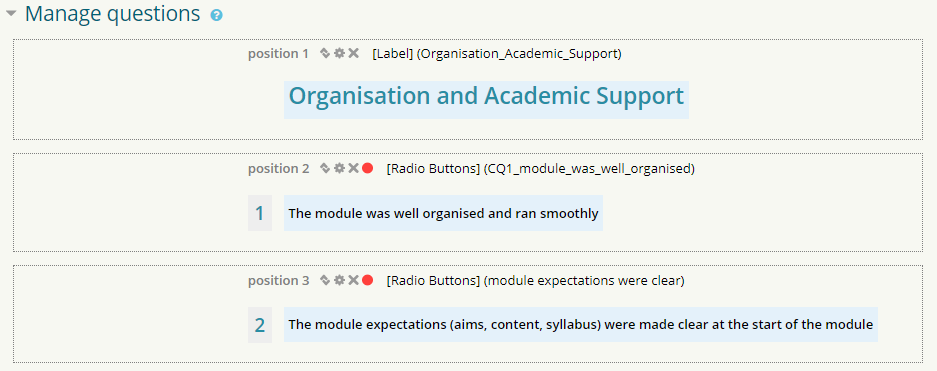 Manage questions
position 1 [Label] (Organisation_Academic_Support)
Organisation and Academic Support
position 2 [Radio Buttons] (CQ1_module_was_well_organised)
1 The module was well organised and ran smoothly
position 3 [Radio Buttons] (module expectations were clear)
2 The module expectations (aims, content, syllabus) were made clear at the start of the module